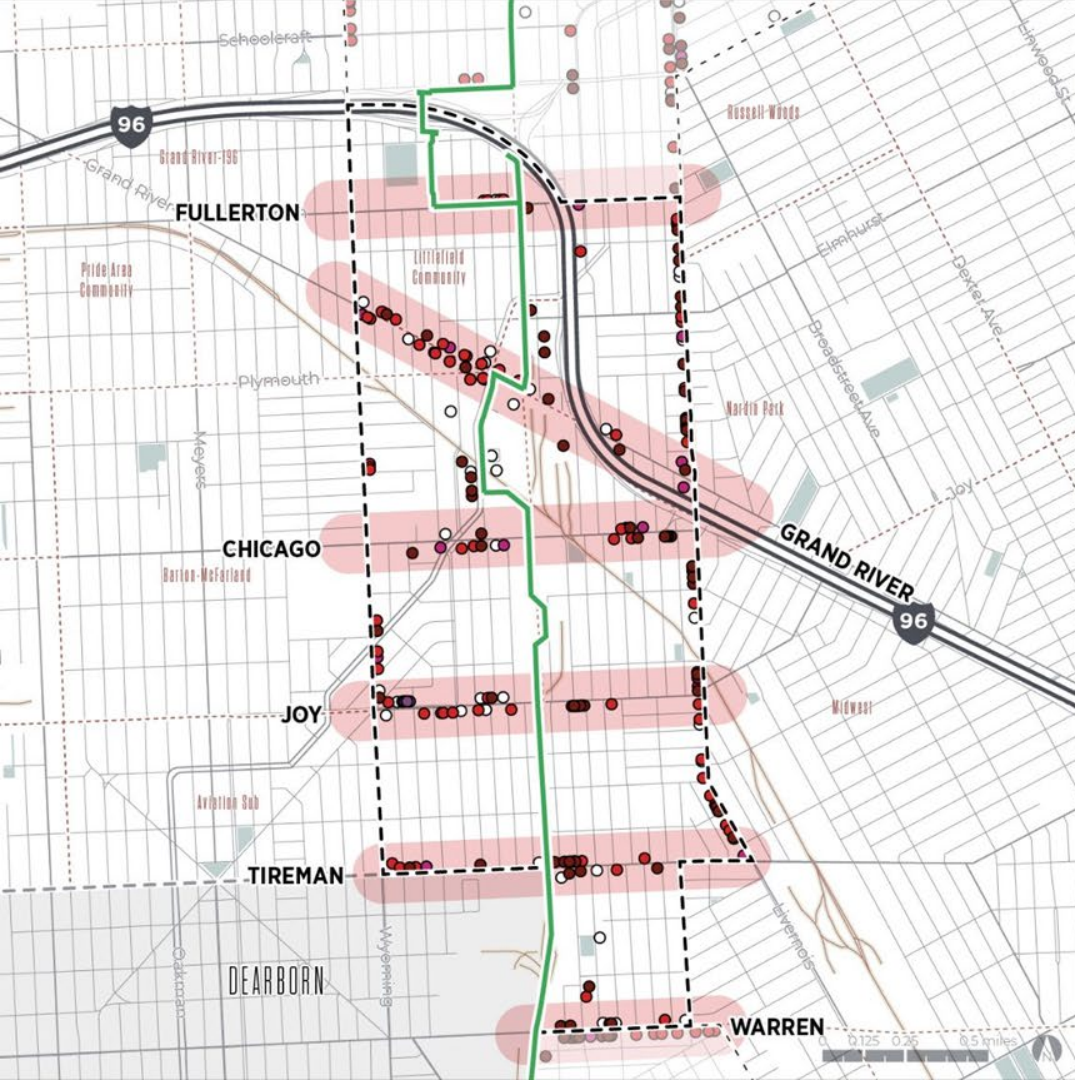 Schoolcraft
Linwood St
Russell Woods
96
Grand River-I96
Grand River
FULLERTON
Elmhurst
Littlefield
Community
Pride Area
Community
Dexter Ave
Broadstreet Ave
Plymouth
Nardin Park
Meyers
Joy
CHICAGO
GRAND RIVER
Barton-McFarland
96
JOY
Midwest
Aviation Sub
TIREMAN
Livernois
Oakman
Wyoming
DEARBORN
WARREN
0 0.125 0.25 0.5 miles
N